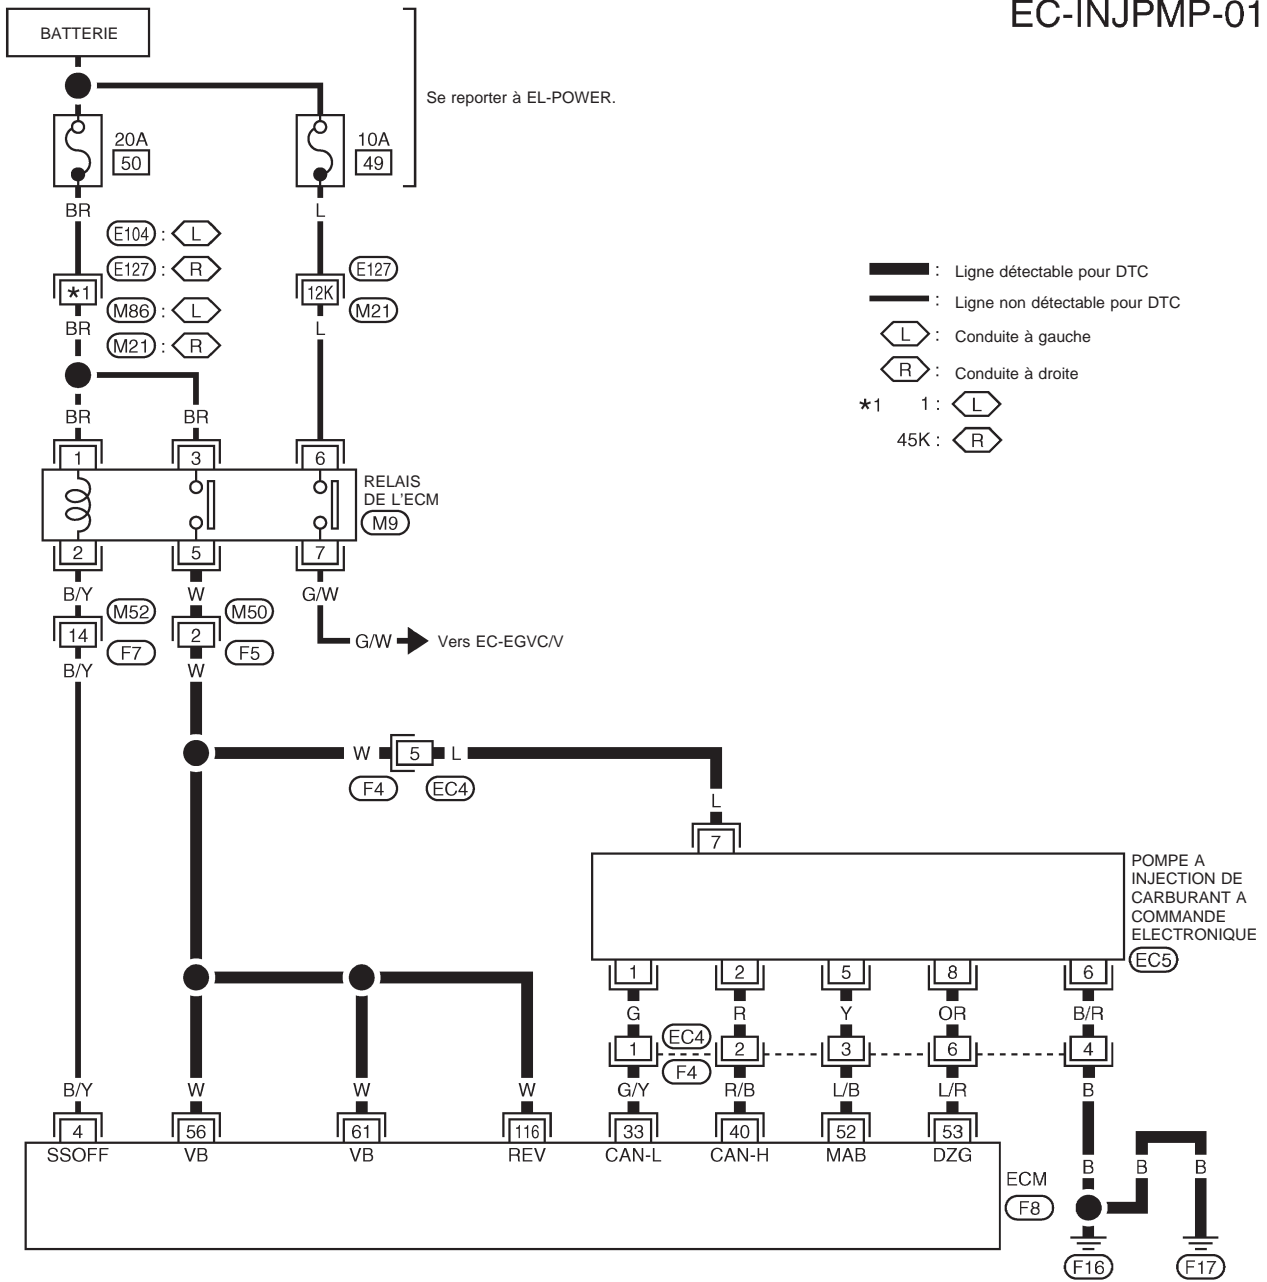 EC-INJPMP-01
BATTERIE
Se reporter à EL-POWER.
20A
50
10A
49
BR
L
E104 : L
E127 : R
*1
M86 : L
M21 : R
BR
12K
E127
M21
L
: Ligne détectable pour DTC
: Ligne non détectable pour DTC
L : Conduite à gauche
R : Conduite à droite
*1 1 : L
45K : R
BR
BR
1
3
6
RELAIS
DE L'ECM
M9
2
5
7
B/Y
W
G/W
14
M52
F7
2
M50
F5
G/W
Vers EC-EGVC/V
B/Y
W
W
5
L
F4
EC4
L
7
POMPE A
INJECTION DE
CARBURANT A
COMMANDE
ELECTRONIQUE
EC5
1
2
5
8
6
G
R
Y
OR
B/R
1
EC4
F4
2
3
6
4
B/Y
W
W
W
G/Y
R/B
L/B
L/R
B
4
56
61
116
33
40
52
53
SSOFF
VB
VB
REV
CAN-L
CAN-H
MAB
DZG
B
B
B
ECM
F8
F16
F17